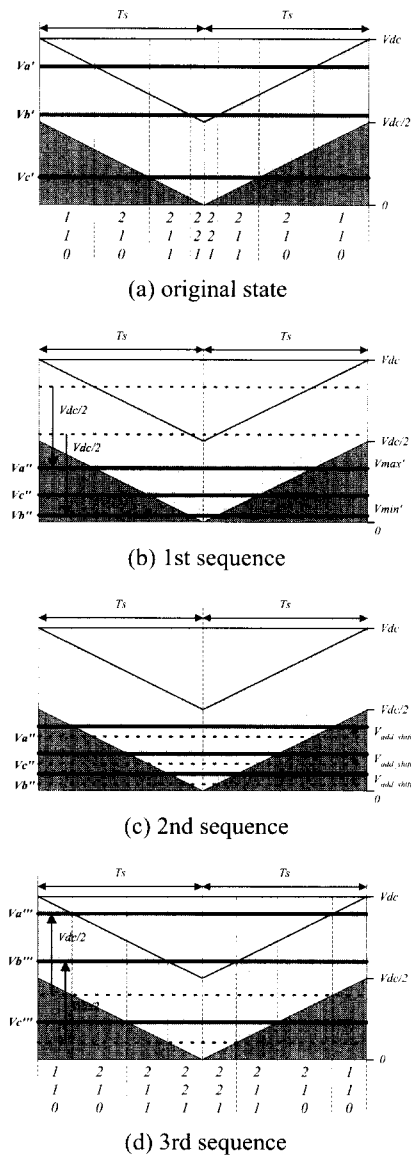 Ts Ts
Vdc
Va'
Vb'
Vdc/2
Vc'
0
1 2 2 2 2 2 2 1
1 1 1 2 2 1 1 1
0 0 1 1 1 1 0 0
(a) original state
Ts Ts
Vdc
Vdc/2
Vdc/2
Vdc/2
Va'' Vmax'
Vc''
Vb'' Vmin'
0
(b) 1st sequence
Ts Ts
Vdc
Vdc/2
Va'' Vadd_shift
Vc'' Vadd_shift
Vb'' Vadd_shift
0
(c) 2nd sequence
Ts Ts
Vdc
Va'''
Vdc/2
Vb'''
Vdc/2
Vc'''
0
1 2 2 2 2 2 2 1
1 1 1 2 2 1 1 1
0 0 1 1 1 1 0 0
(d) 3rd sequence